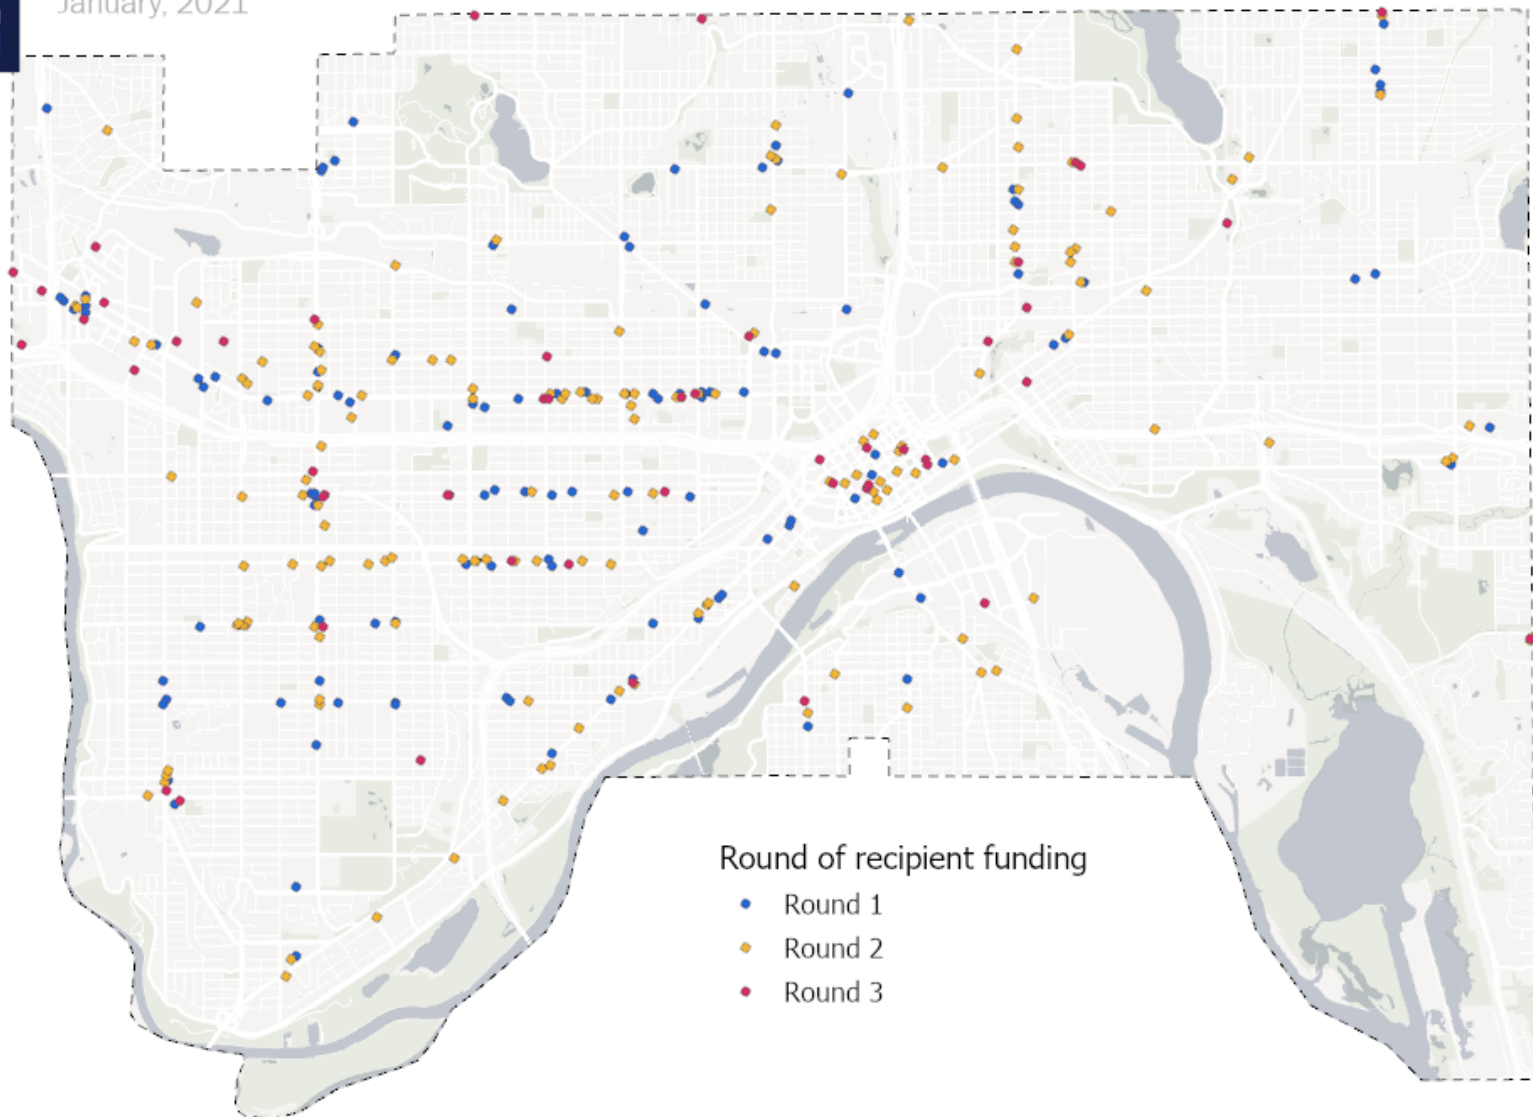 January, 2021
Round of recipient funding
Round 1
Round 2
Round 3